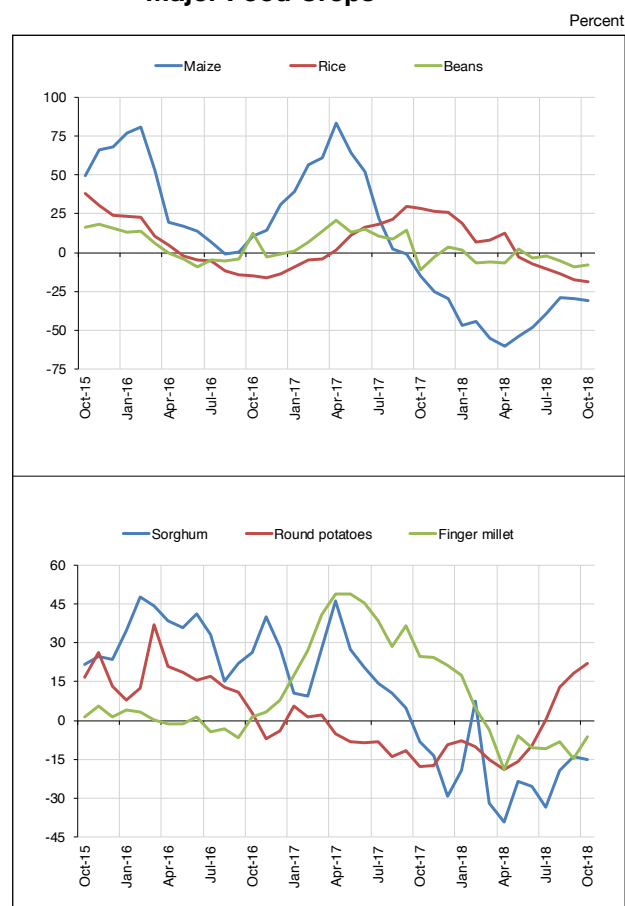 Major Food Crops
Percent
Maize Rice Beans
100
75
50
25
0
-25
-50
-75
Oct-15 Jan-16 Apr-16 Jul-16 Oct-16 Jan-17 Apr-17 Jul-17 Oct-17 Jan-18 Apr-18 Jul-18 Oct-18
Sorghum Round potatoes Finger millet
60
45
30
15
0
-15
-30
-45
Oct-15 Jan-16 Apr-16 Jul-16 Oct-16 Jan-17 Apr-17 Jul-17 Oct-17 Jan-18 Apr-18 Jul-18 Oct-18